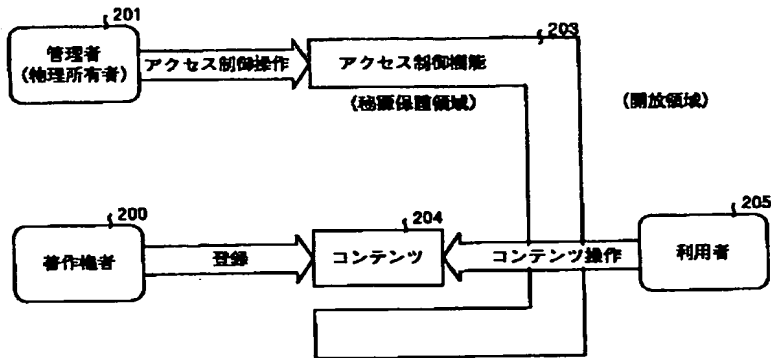 201
203
管理者
(物理所有者)
アクセス制御操作
アクセス制御機能
(秘匿保護領域)
(開放領域)
200
204
205
著作権者
登録
コンテンツ
コンテンツ操作
利用者